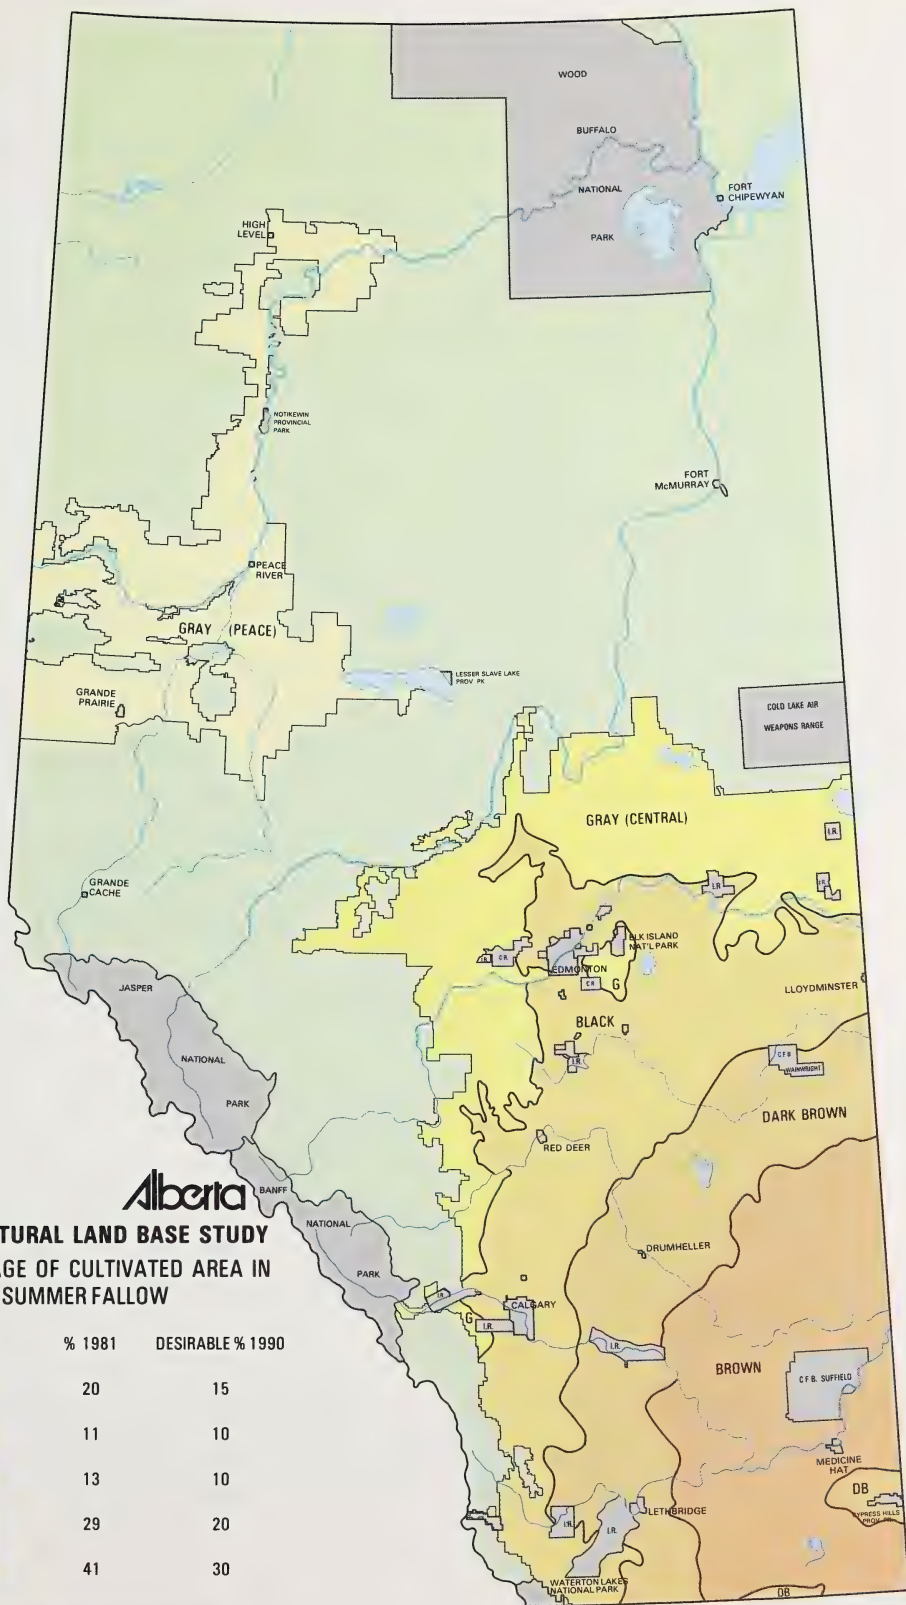 WOOD
BUFFALO
NATIONAL
PARK
FORT
CHIPEWYAN
HIGH
LEVEL
NOTIKEWIN
PROVINCIAL
PARK
FORT
McMURRAY
PEACE
RIVER
GRAY (PEACE)
LESSER SLAVE LAKE
PROV PK
GRANDE
PRAIRIE
COLD LAKE AIR
WEAPONS RANGE
GRAY (CENTRAL)
I.R.
GRANDE
CACHE
I.R.
I.R.
ELK ISLAND
NAT'L PARK
I.R.
C.R.
EDMONTON
C.R.
G
LLOYDMINSTER
JASPER
NATIONAL
PARK
BLACK
I.R.
C F B
WAINWRIGHT
DARK BROWN
RED DEER
Alberta
BANFF
NATIONAL
PARK
TURAL LAND BASE STUDY
AGE OF CULTIVATED AREA IN
SUMMER FALLOW
DRUMHELLER
I.R.
CALGARY
G
I.R.
I.R.
BROWN
C F B. SUFFIELD
% 1981 DESIRABLE % 1990
20 15
11 10
13 10
29 20
41 30
MEDICINE
HAT
DB
CYPRESS HILLS
PROV. PK.
LETHBRIDGE
I.R.
I.R.
WATERTON LAKES
NATIONAL PARK
DB